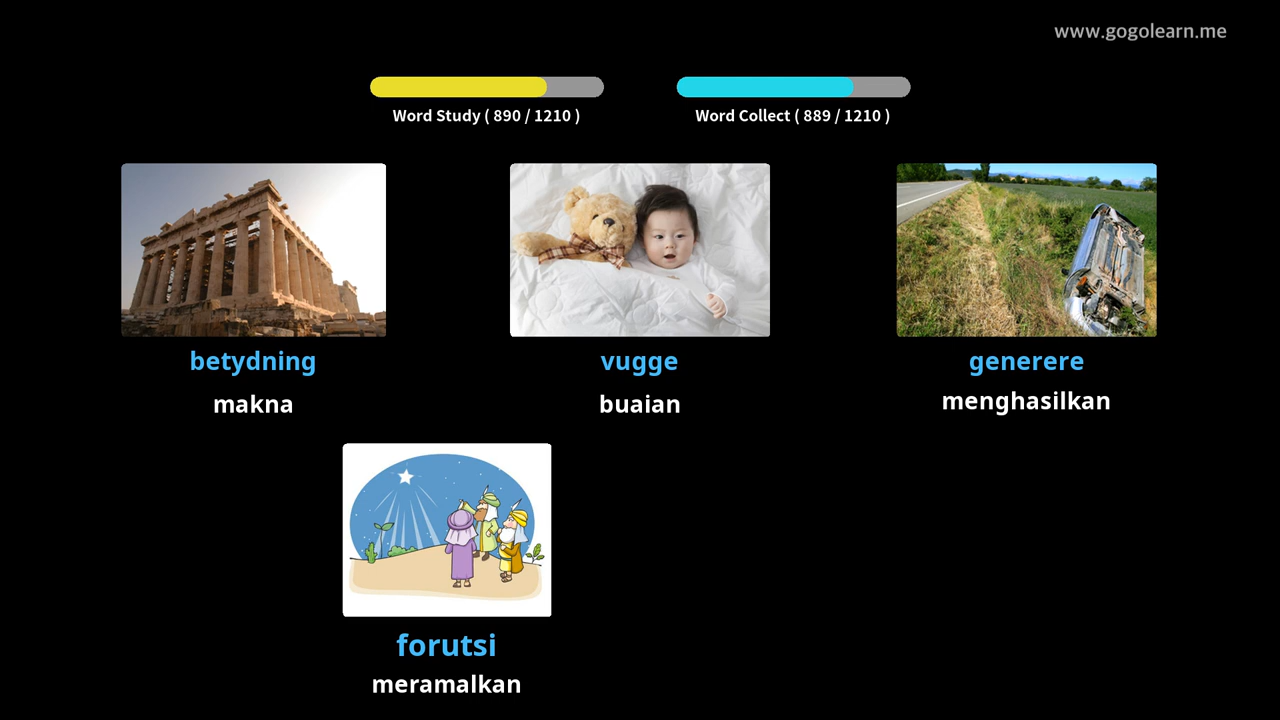 www.gogolearn.me
Word Study ( 890 / 1210 )
Word Collect ( 889 / 1210 )
betydning
makna
vugge
buaian
generere
menghasilkan
forutsi
meramalkan